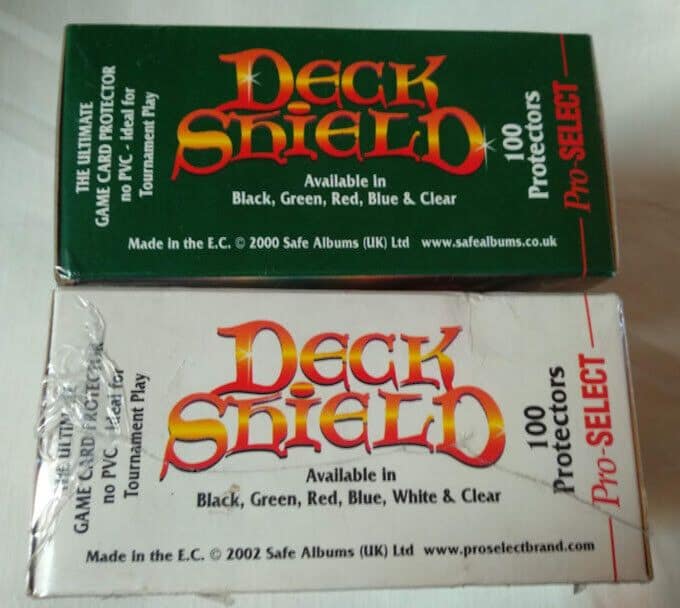 THE ULTIMATE
GAME CARD PROTECTOR
no PVC - ideal for
Tournament Play
DECK
SHIELD
Available in
Black, Green, Red, Blue & Clear
100
Protectors
Pro-SELECT
Made in the E.C. © 2000 Safe Albums (UK) Ltd www.safealbums.co.uk
THE ULTIMATE
GAME CARD PROTECTOR
no PVC - ideal for
Tournament Play
DECK
SHIELD
Available in
Black, Green, Red, Blue, White & Clear
100
Protectors
Pro-SELECT
Made in the E.C. © 2002 Safe Albums (UK) Ltd www.proselectbrand.com